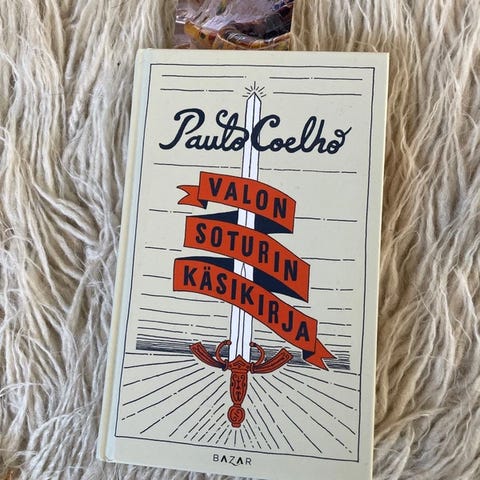 Paulo Coelho
VALON
SOTURIN
KÄSIKIRJA
BAZAR